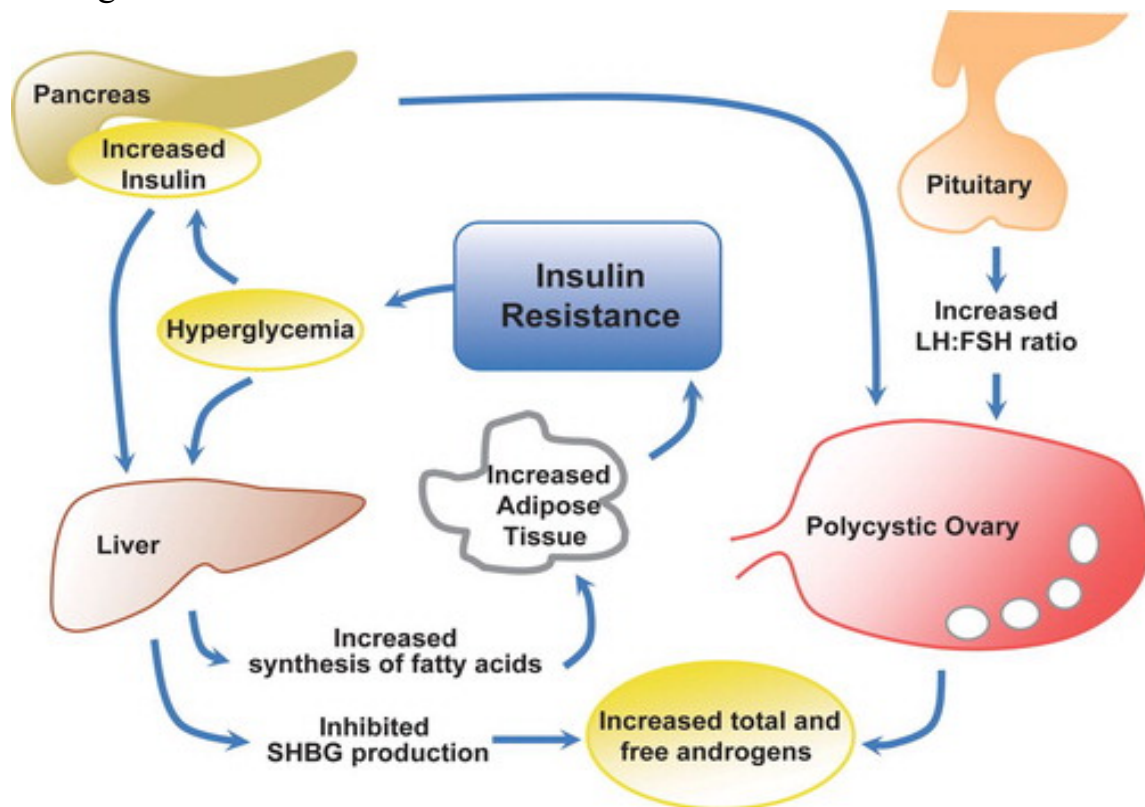 Pancreas
Increased
Insulin
Pituitary
Insulin
Resistance
Hyperglycemia
Increased
LH:FSH ratio
Increased
Adipose
Tissue
Liver
Polycystic Ovary
Increased
synthesis of fatty acids
Inhibited
SHBG production
Increased total and
free androgens